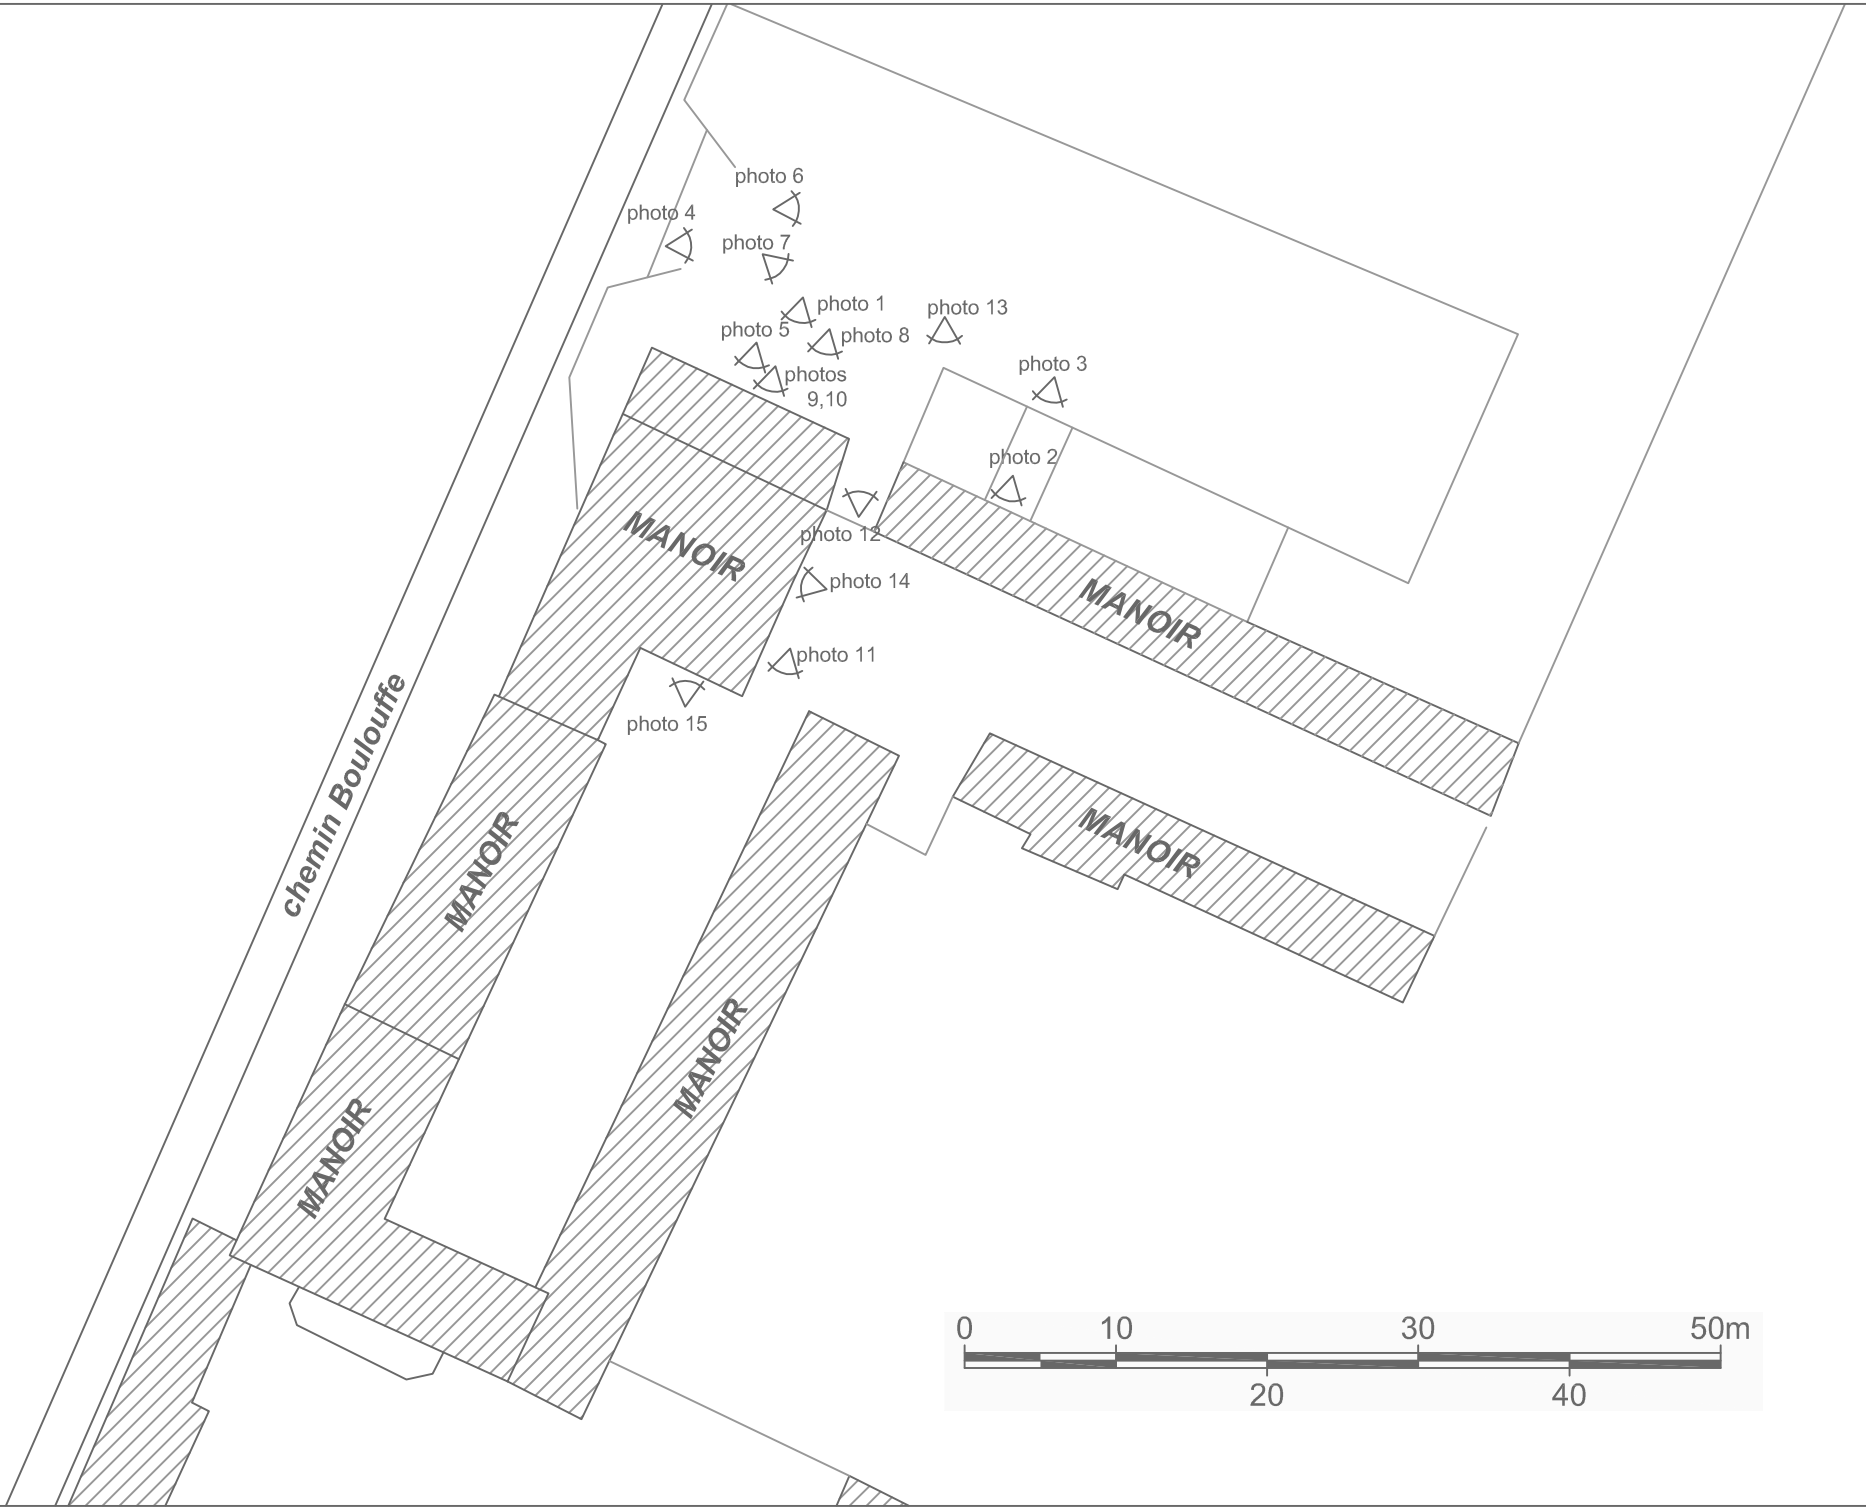 photo 6
photo 4
photo 7
photo 1
photo 13
photo 5
photo 8
photo 3
photos
9,10
photo 2
MANOIR
photo 12
photo 14
MANOIR
photo 11
photo 15
chemin Boulouffe
MANOIR
MANOIR
MANOIR
MANOIR
0 10 30 50m
20 40